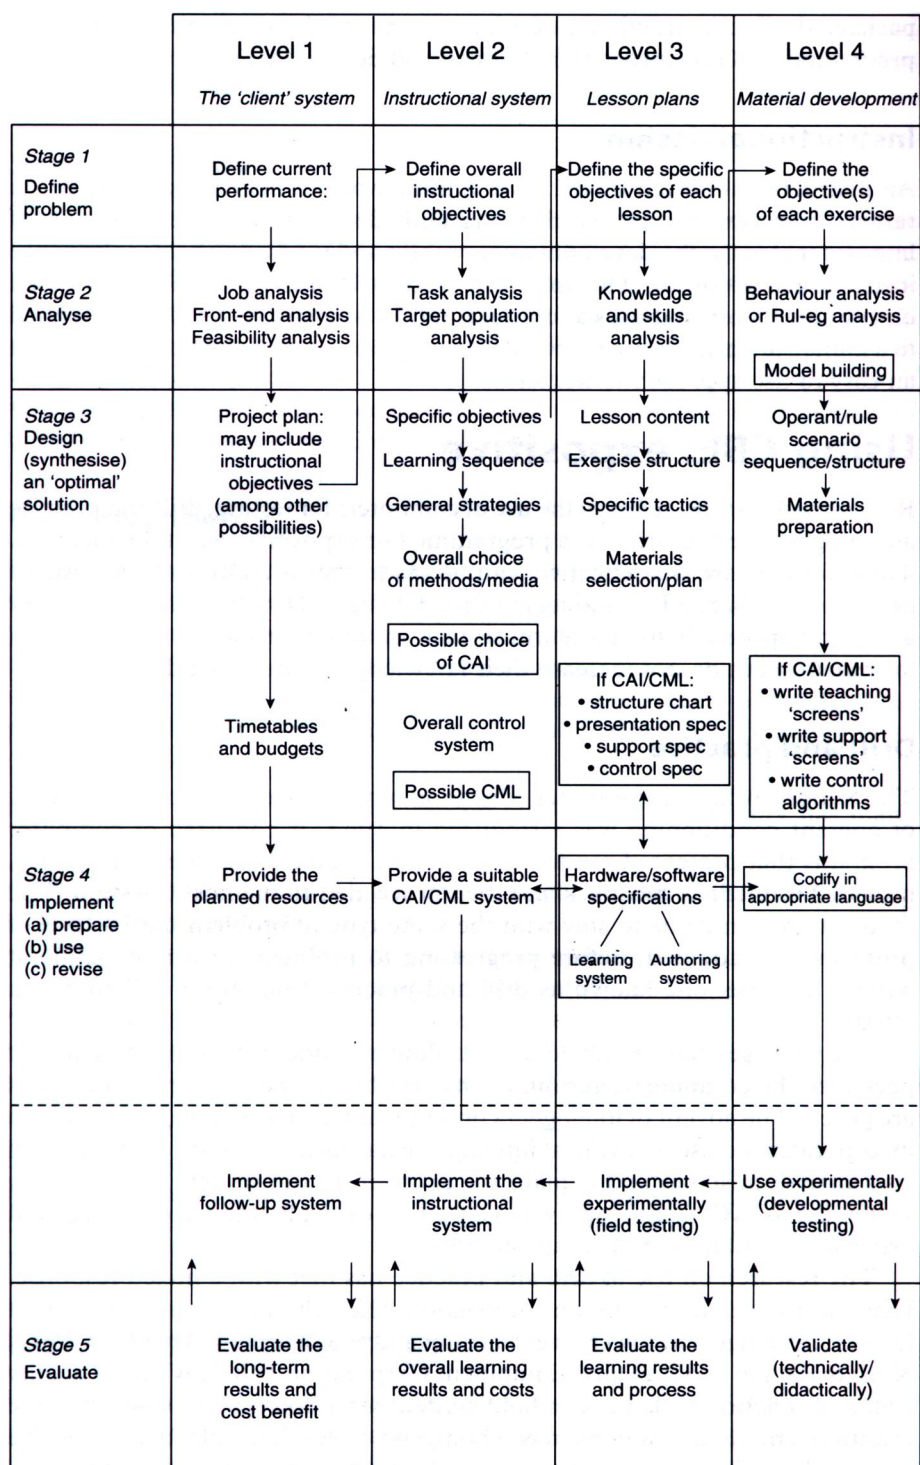 Level 1
The 'client' system
Level 2
Instructional system
Level 3
Lesson plans
Level 4
Material development
Stage 1
Define
problem
Define current
performance:
Define overall
instructional
objectives
Define the specific
objectives of each
lesson
Define the
objective(s)
of each exercise
Stage 2
Analyse
Job analysis
Front-end analysis
Feasibility analysis
Task analysis
Target population
analysis
Knowledge
and skills
analysis
Behaviour analysis
or Rul-eg analysis
Model building
Stage 3
Design
(synthesise)
an 'optimal'
solution
Project plan:
may include
instructional
objectives
(among other
possibilities)
Timetables
and budgets
Specific objectives
Learning sequence
General strategies
Overall choice
of methods/media
Possible choice
of CAI
Overall control
system
Possible CML
Lesson content
Exercise structure
Specific tactics
Materials
selection/plan
If CAI/CML:
• structure chart
• presentation spec
• support spec
• control spec
Operant/rule
scenario
sequence/structure
Materials
preparation
If CAI/CML:
• write teaching
'screens'
• write support
'screens'
• write control
algorithms
Stage 4
Implement
(a) prepare
(b) use
(c) revise
Provide the
planned resources
Provide a suitable
CAI/CML system
Hardware/software
specifications
Learning
system
Authoring
system
Codify in
appropriate language
Implement
follow-up system
Implement the
instructional
system
Implement
experimentally
(field testing)
Use experimentally
(developmental
testing)
Stage 5
Evaluate
Evaluate the
long-term
results and
cost benefit
Evaluate the
overall learning
results and costs
Evaluate the
learning results
and process
Validate
(technically/
didactically)